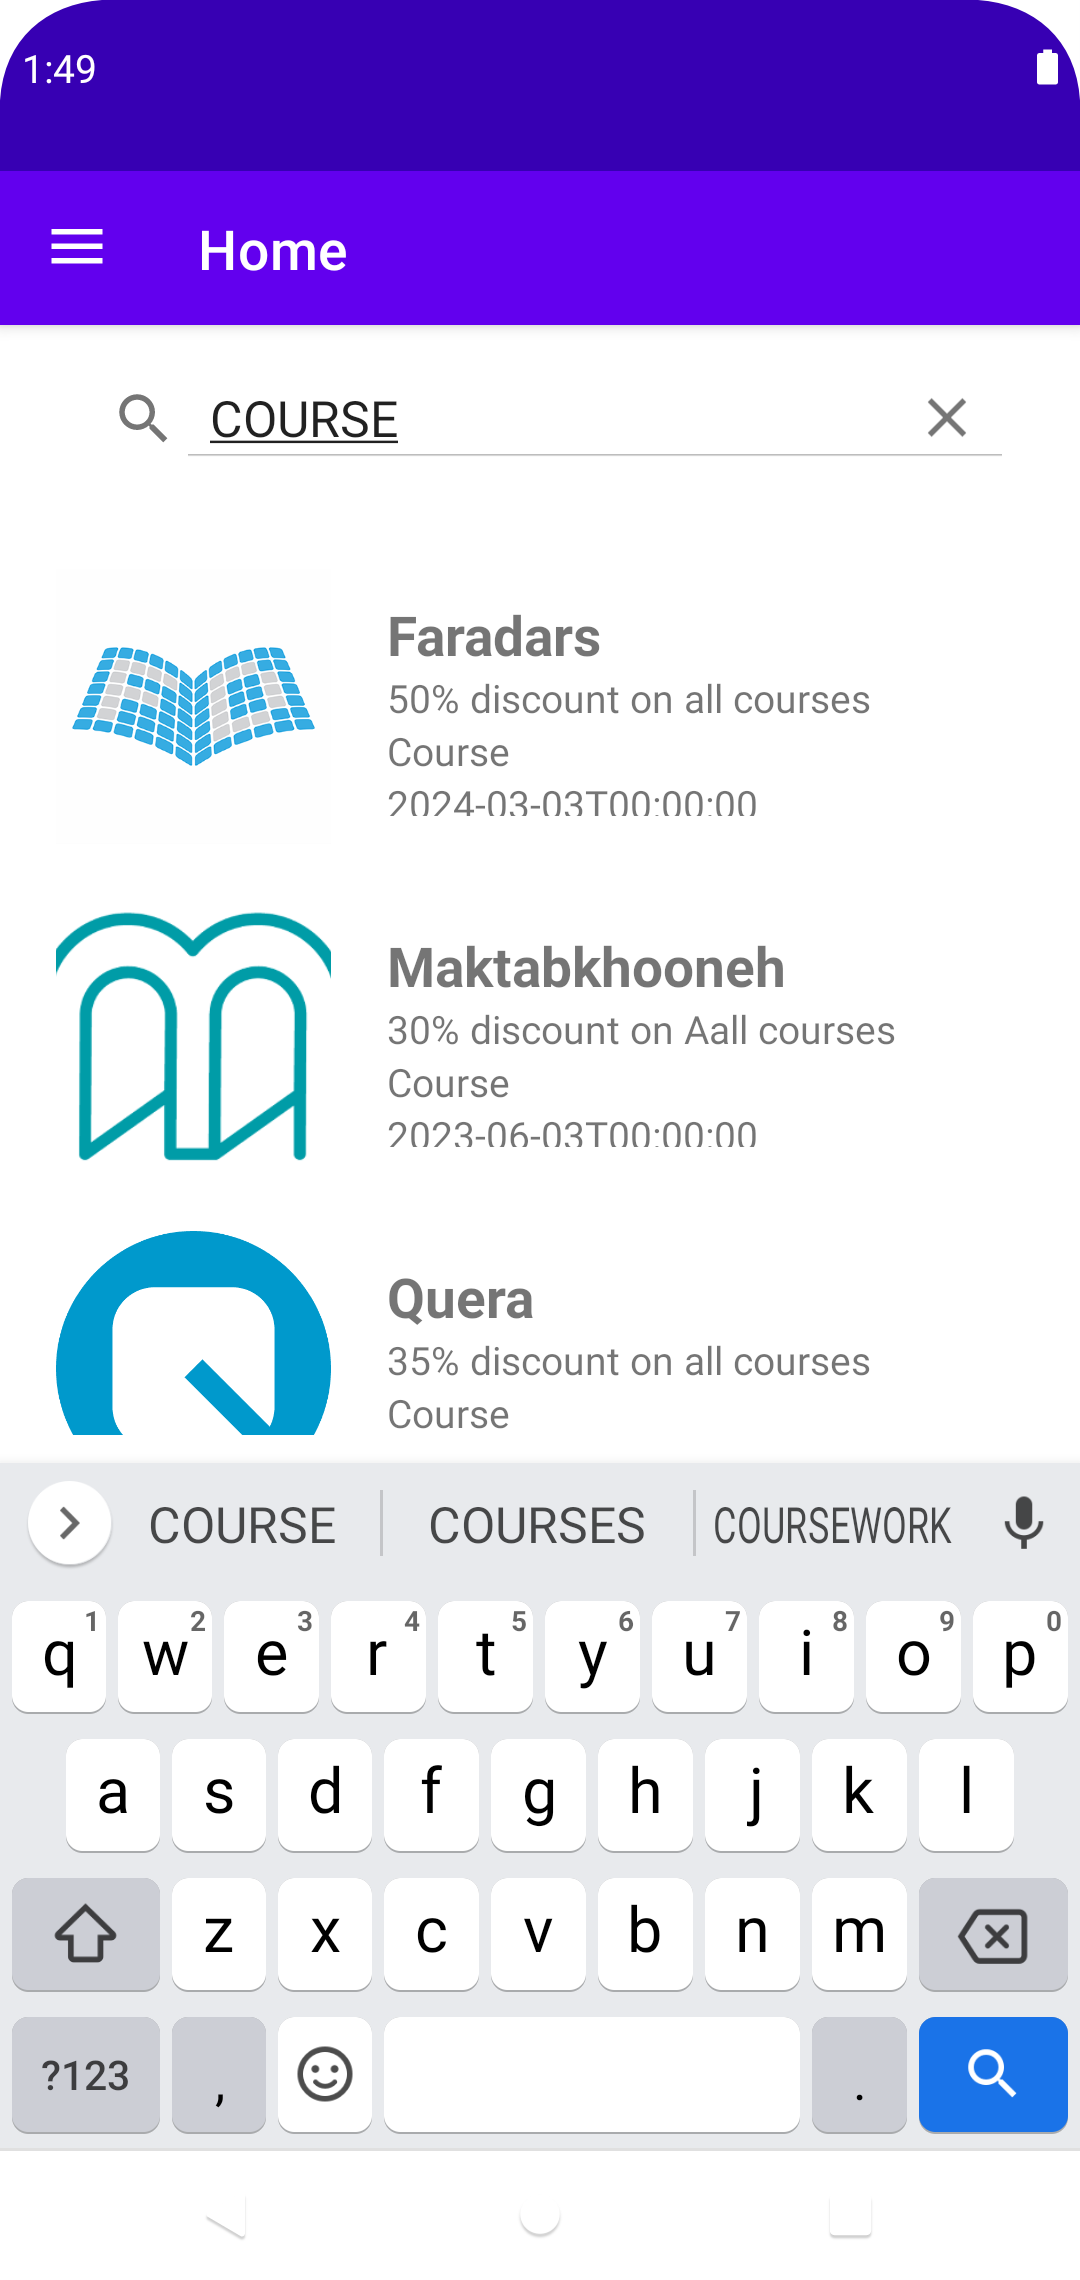 1:49
Home
COURSE
Faradars
50% discount on all courses
Course
2024-03-03T00:00:00
Maktabkhooneh
30% discount on Aall courses
Course
2023-06-03T00:00:00
Quera
35% discount on all courses
Course
COURSE COURSES COURSEWORK
q 1 w 2 e 3 r 4 t 5 y 6 u 7 i 8 o 9 p 0
a s d f g h j k l
z x c v b n m
?123 , .